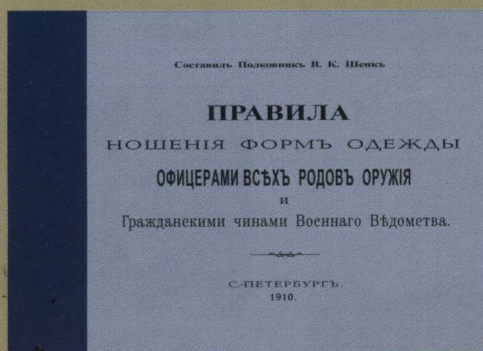 Составилъ Полковникъ В. К. Шенкъ.
ПРАВИЛА
НОШЕНІЯ ФОРМЪ ОДЕЖДЫ
ОФИЦЕРАМИ ВСѢХЪ РОДОВЪ ОРУЖІЯ
И
Гражданскими чинами Военнаго Вѣдомства.
С.-ПЕТЕРБУРГЪ.
1910.